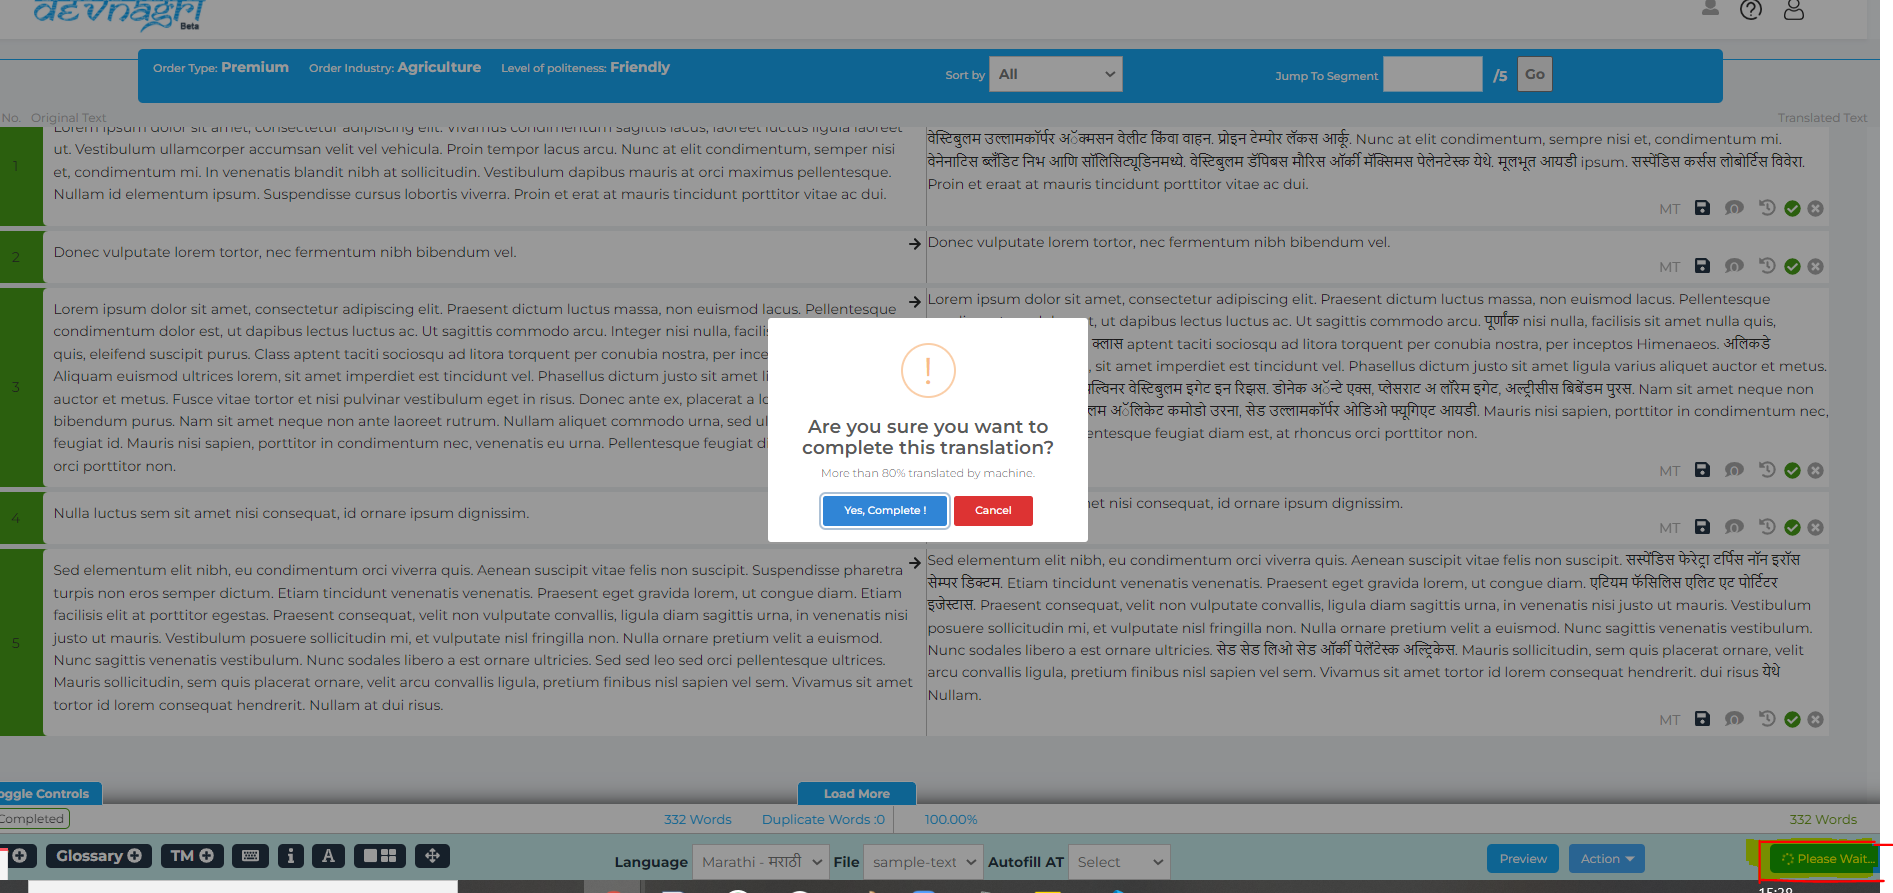 देvnagri
Beta
Order Type: Premium Order Industry: Agriculture Level of politeness: Friendly
Sort by All
Jump To Segment /5 Go
No. Original Text
Translated Text
1
Lorem ipsum dolor sit amet, consectetur adipiscing elit. Vivamus condimentum sagittis lacus, laoreet luctus ligula laoreet
ut. Vestibulum ullamcorper accumsan velit vel vehicula. Proin tempor lacus arcu. Nunc at elit condimentum, semper nisi
et, condimentum mi. In venenatis blandit nibh at sollicitudin. Vestibulum dapibus mauris at orci maximus pellentesque.
Nullam id elementum ipsum. Suspendisse cursus lobortis viverra. Proin et erat at mauris tincidunt porttitor vitae ac dui.
वेस्टिबुलम उल्लामकॉर्पर अॅक्मसन वेलीट किंवा वाहन. प्रोइन टेम्पोर लॅकस आर्कू. Nunc at elit condimentum, sempre nisi et, condimentum mi.
वेनेनाटिस ब्लँडिट निभ आणि सॉलिसिट्यूडिनमध्ये. वेस्टिबुलम डॅपिबस मौरिस ऑर्की मॅक्सिमस पेलेनटेस्क येथे. मूलभूत आयडी ipsum. सस्पेंडिस कर्सस लोबोर्टिस विवेरा.
Proin et eraat at mauris tincidunt porttitor vitae ac dui.
MT
2
Donec vulputate lorem tortor, nec fermentum nibh bibendum vel.
Donec vulputate lorem tortor, nec fermentum nibh bibendum vel.
MT
3
Lorem ipsum dolor sit amet, consectetur adipiscing elit. Praesent dictum luctus massa, non euismod lacus. Pellentesque
condimentum dolor est, ut dapibus lectus luctus ac. Ut sagittis commodo arcu. Integer nisi nulla, facilis
quis, eleifend suscipit purus. Class aptent taciti sociosqu ad litora torquent per conubia nostra, per ince
Aliquam euismod ultrices lorem, sit amet imperdiet est tincidunt vel. Phasellus dictum justo sit amet li
auctor et metus. Fusce vitae tortor et nisi pulvinar vestibulum eget in risus. Donec ante ex, placerat a lo
bibendum purus. Nam sit amet neque non ante laoreet rutrum. Nullam aliquet commodo urna, sed ul
feugiat id. Mauris nisi sapien, porttitor in condimentum nec, venenatis eu urna. Pellentesque feugiat d
orci porttitor non.
Lorem ipsum dolor sit amet, consectetur adipiscing elit. Praesent dictum luctus massa, non euismod lacus. Pellentesque
t, ut dapibus lectus luctus ac. Ut sagittis commodo arcu. पूर्णांक nisi nulla, facilisis sit amet nulla quis,
क्लास aptent taciti sociosqu ad litora torquent per conubia nostra, per inceptos Himenaeos. अलिकडे
, sit amet imperdiet est tincidunt vel. Phasellus dictum justo sit amet ligula varius aliquet auctor et metus.
ल्विनर वेस्टिबुलम इगेट इन रिझस. डोनेक अॅन्टे एक्स, प्लेसराट अ लॉरेम इगेट, अल्ट्रीसीस बिबेंडम पुरस. Nam sit amet neque non
लम अॅलिकेट कमोडो उरना, सेड उल्लामकॉर्पर ओडिओ फ्यूगिएट आयडी. Mauris nisi sapien, porttitor in condimentum nec,
entesque feugiat diam est, at rhoncus orci porttitor non.
MT
4
Nulla luctus sem sit amet nisi consequat, id ornare ipsum dignissim.
et nisi consequat, id ornare ipsum dignissim.
MT
5
Sed elementum elit nibh, eu condimentum orci viverra quis. Aenean suscipit vitae felis non suscipit. Suspendisse pharetra
turpis non eros semper dictum. Etiam tincidunt venenatis venenatis. Praesent eget gravida lorem, ut congue diam. Etiam
facilisis elit at porttitor egestas. Praesent consequat, velit non vulputate convallis, ligula diam sagittis urna, in venenatis nisi
justo ut mauris. Vestibulum posuere sollicitudin mi, et vulputate nisl fringilla non. Nulla ornare pretium velit a euismod.
Nunc sagittis venenatis vestibulum. Nunc sodales libero a est ornare ultricies. Sed sed leo sed orci pellentesque ultrices.
Mauris sollicitudin, sem quis placerat ornare, velit arcu convallis ligula, pretium finibus nisl sapien vel sem. Vivamus sit amet
tortor id lorem consequat hendrerit. Nullam at dui risus.
Sed elementum elit nibh, eu condimentum orci viverra quis. Aenean suscipit vitae felis non suscipit. सस्पेंडिस फेरेट्रा टर्पिस नॉन इरॉस
सेम्पर डिक्टम. Etiam tincidunt venenatis venenatis. Praesent eget gravida lorem, ut congue diam. एटियम फॅसिलिस एलिट एट पोर्टिटर
इजेस्टास. Praesent consequat, velit non vulputate convallis, ligula diam sagittis urna, in venenatis nisi justo ut mauris. Vestibulum
posuere sollicitudin mi, et vulputate nisl fringilla non. Nulla ornare pretium velit a euismod. Nunc sagittis venenatis vestibulum.
Nunc sodales libero a est ornare ultricies. सेड सेड लिओ सेड ऑर्की पेलेंटेस्क अल्ट्रिकेस. Mauris sollicitudin, sem quis placerat ornare, velit
arcu convallis ligula, pretium finibus nisl sapien vel sem. Vivamus sit amet tortor id lorem consequat hendrerit. dui risus येथे
Nullam.
MT
!
Are you sure you want to
complete this translation?
More than 80% translated by machine.
Yes, Complete !
Cancel
oggle Controls
Load More
Completed
332 Words Duplicate Words :0 100.00%
332 Words
Glossary TM i A
Language Marathi - मराठी File sample-text Autofill AT Select
Preview Action Please Wait...